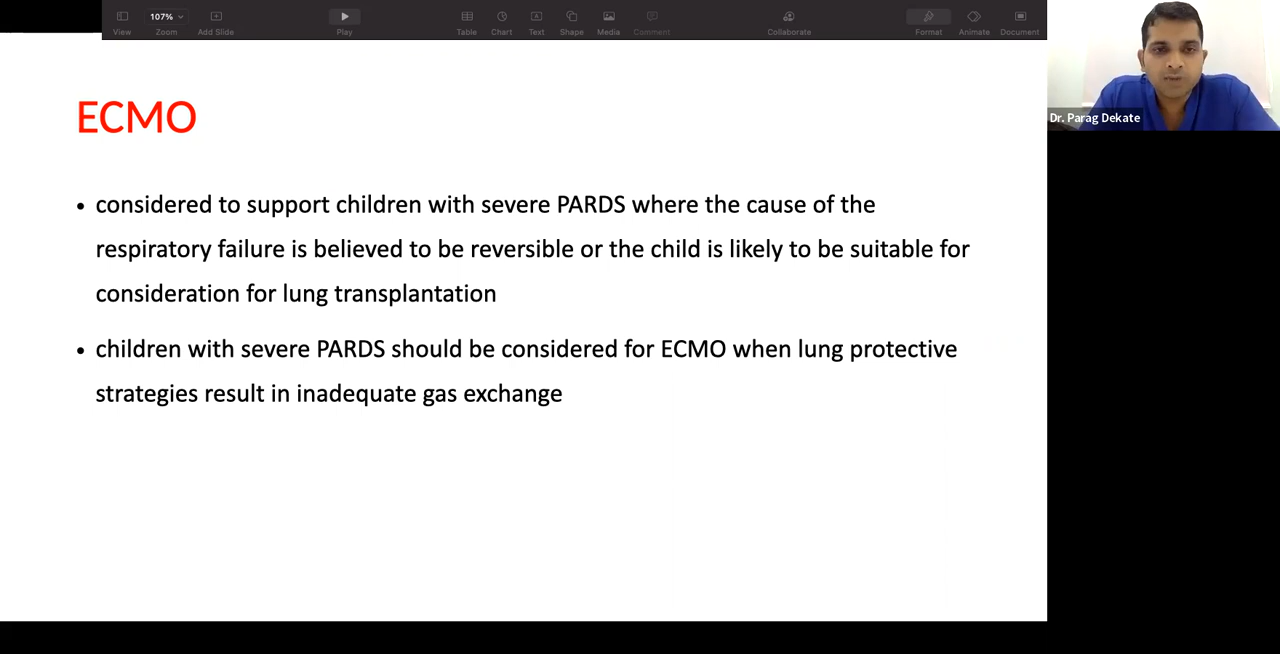 107%
View
Zoom
Add Slide
Play
Table
Chart
Text
Shape
Media
Comment
Collaborate
Format
Animate
Document
Dr. Parag Dekate
ECMO
• considered to support children with severe PARDS where the cause of the
respiratory failure is believed to be reversible or the child is likely to be suitable for
consideration for lung transplantation
• children with severe PARDS should be considered for ECMO when lung protective
strategies result in inadequate gas exchange